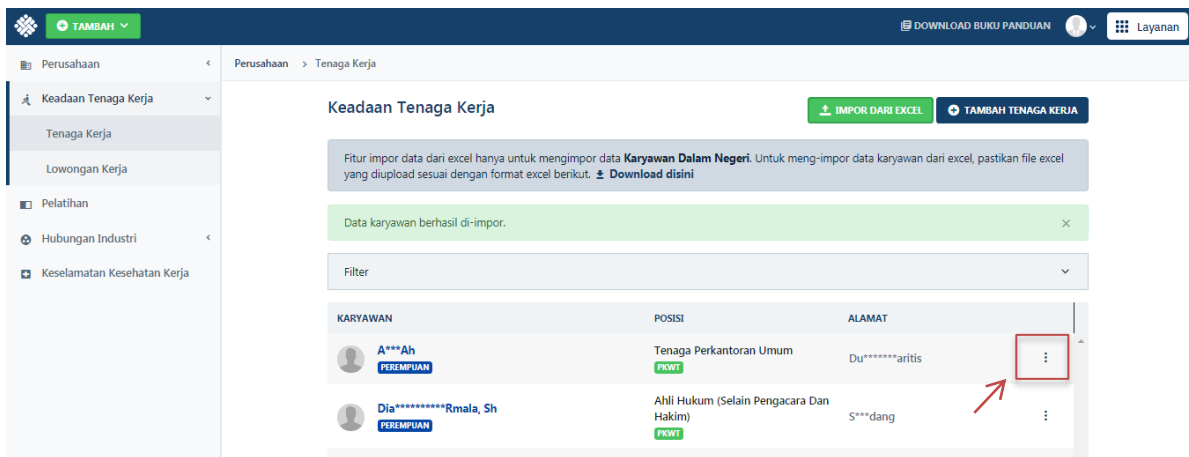 TAMBAH
DOWNLOAD BUKU PANDUAN
Layanan
Perusahaan
Keadaan Tenaga Kerja
Tenaga Kerja
Lowongan Kerja
Pelatihan
Hubungan Industri
Keselamatan Kesehatan Kerja
Perusahaan > Tenaga Kerja
Keadaan Tenaga Kerja
IMPOR DARI EXCEL
TAMBAH TENAGA KERJA
Fitur impor data dari excel hanya untuk mengimpor data Karyawan Dalam Negeri. Untuk meng-impor data karyawan dari excel, pastikan file excel
yang diupload sesuai dengan format excel berikut. Download disini
Data karyawan berhasil di-impor.
Filter
KARYAWAN POSISI ALAMAT
A***Ah
PEREMPUAN
Tenaga Perkantoran Umum
PKWT
Du*******aritis
Dia**********Rmala, Sh
PEREMPUAN
Ahli Hukum (Selain Pengacara Dan
Hakim)
PKWT
S***dang